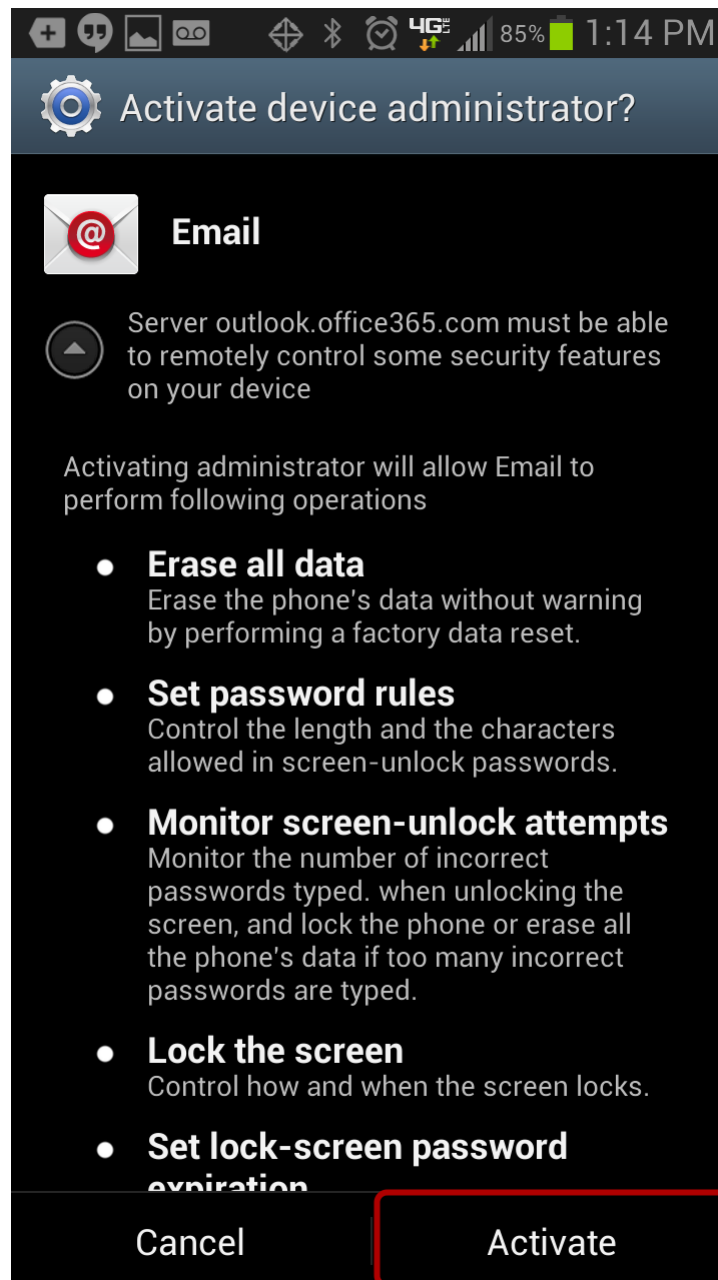 4G LTE 85% 1:14 PM
Activate device administrator?
@ Email
Server outlook.office365.com must be able
to remotely control some security features
on your device
Activating administrator will allow Email to
perform following operations
• Erase all data
Erase the phone's data without warning
by performing a factory data reset.
• Set password rules
Control the length and the characters
allowed in screen-unlock passwords.
• Monitor screen-unlock attempts
Monitor the number of incorrect
passwords typed. when unlocking the
screen, and lock the phone or erase all
the phone's data if too many incorrect
passwords are typed.
• Lock the screen
Control how and when the screen locks.
• Set lock-screen password
expiration
Cancel Activate